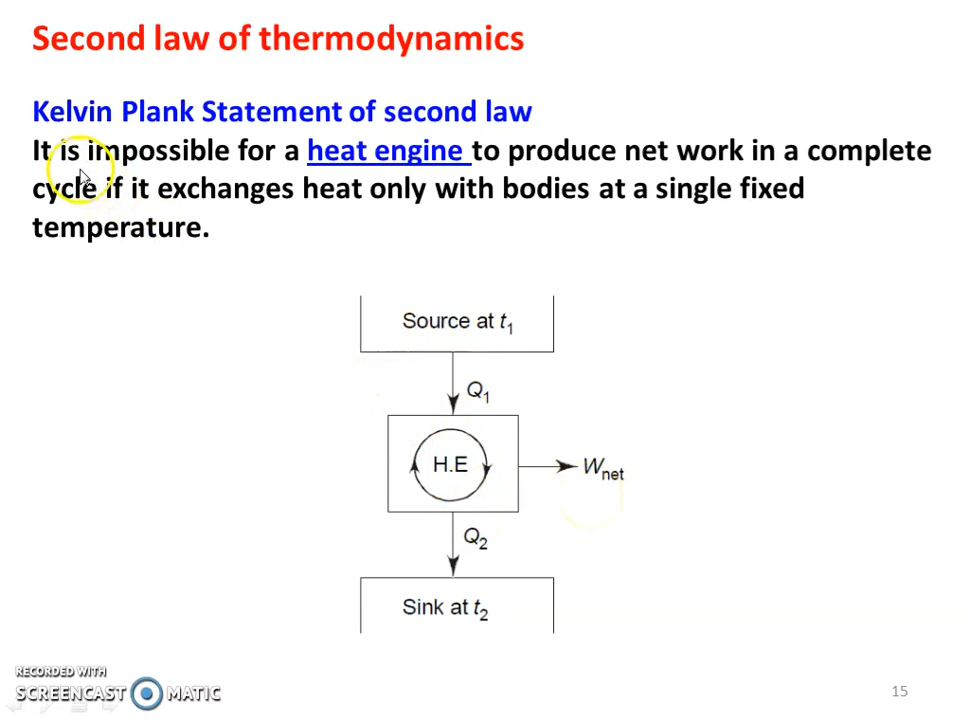 Second law of thermodynamics
Kelvin Plank Statement of second law
It is impossible for a heat engine to produce net work in a complete
cycle if it exchanges heat only with bodies at a single fixed
temperature.
Source at t₁
Q₁
H.E
Wnet
Q₂
Sink at t₂
RECORDED WITH
SCREENCAST MATIC
15